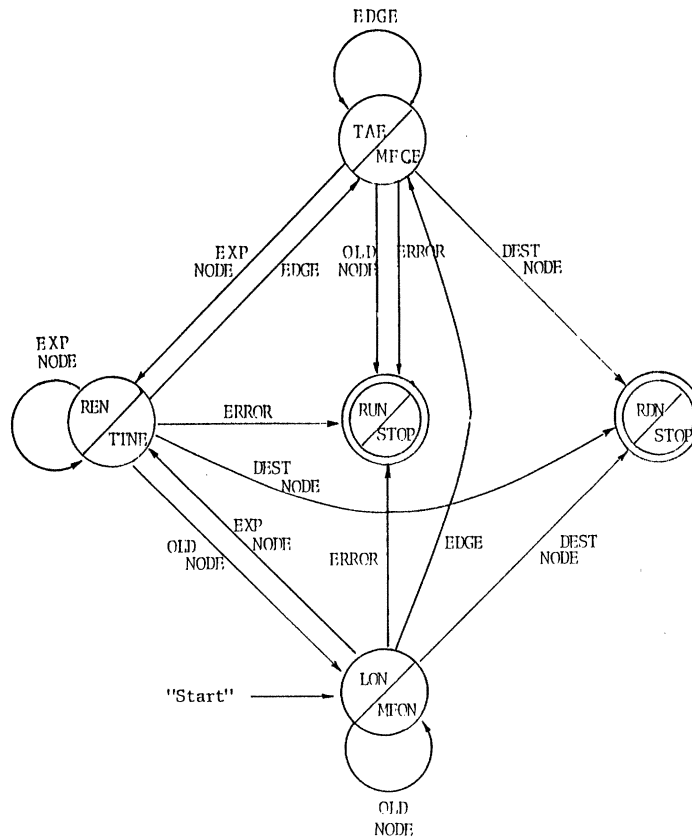 EDGE
TAE
MFCE
EXP
NODE
EDGE
OLD
NODE
ERROR
DEST
NODE
EXP
NODE
REN
TTNE
ERROR
RUN
STOP
RDN
STOP
DEST
NODE
EXP
NODE
OLD
NODE
ERROR
EDGE
DEST
NODE
"Start"
LON
MFON
OLD
NODE